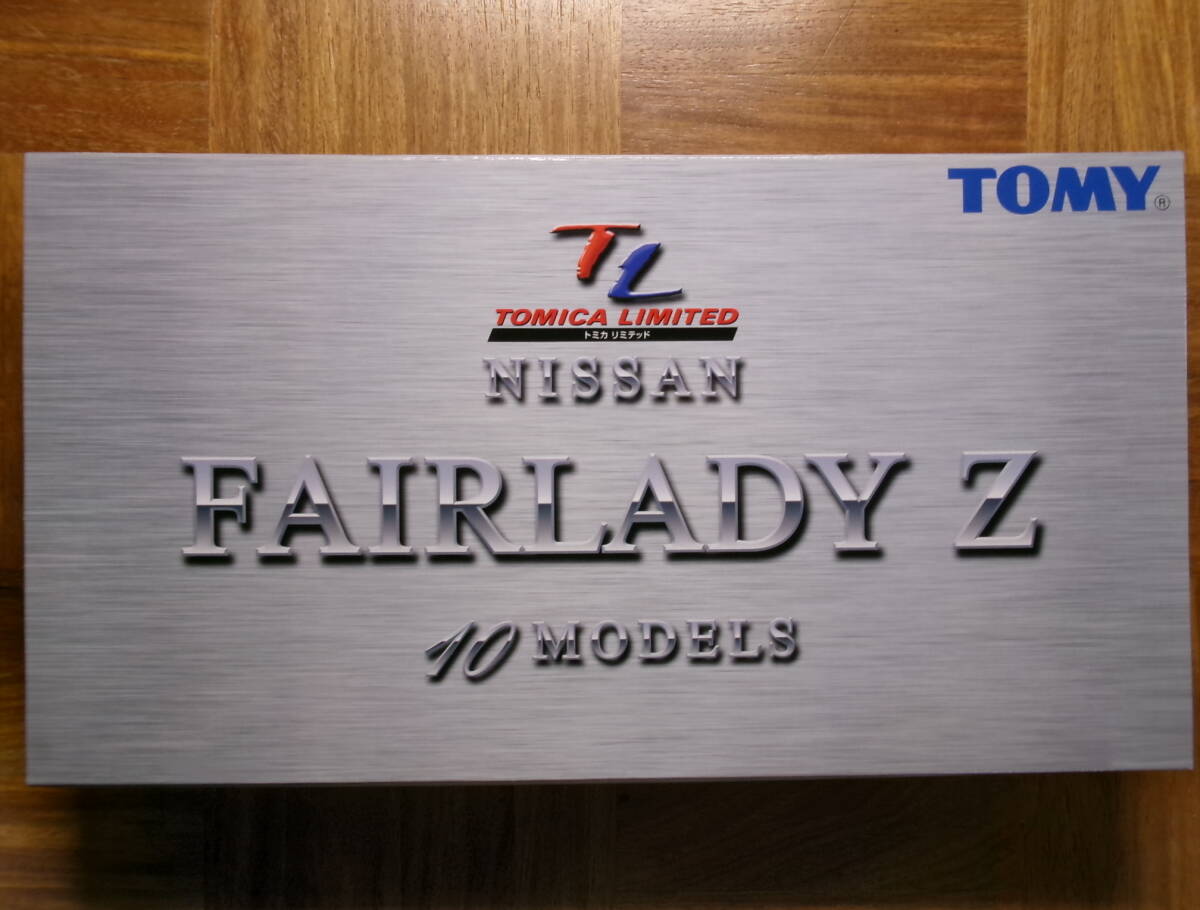 TOMY®
TL
TOMICA LIMITED
トミカ リミテッド
NISSAN
FAIRLADY Z
10 MODELS